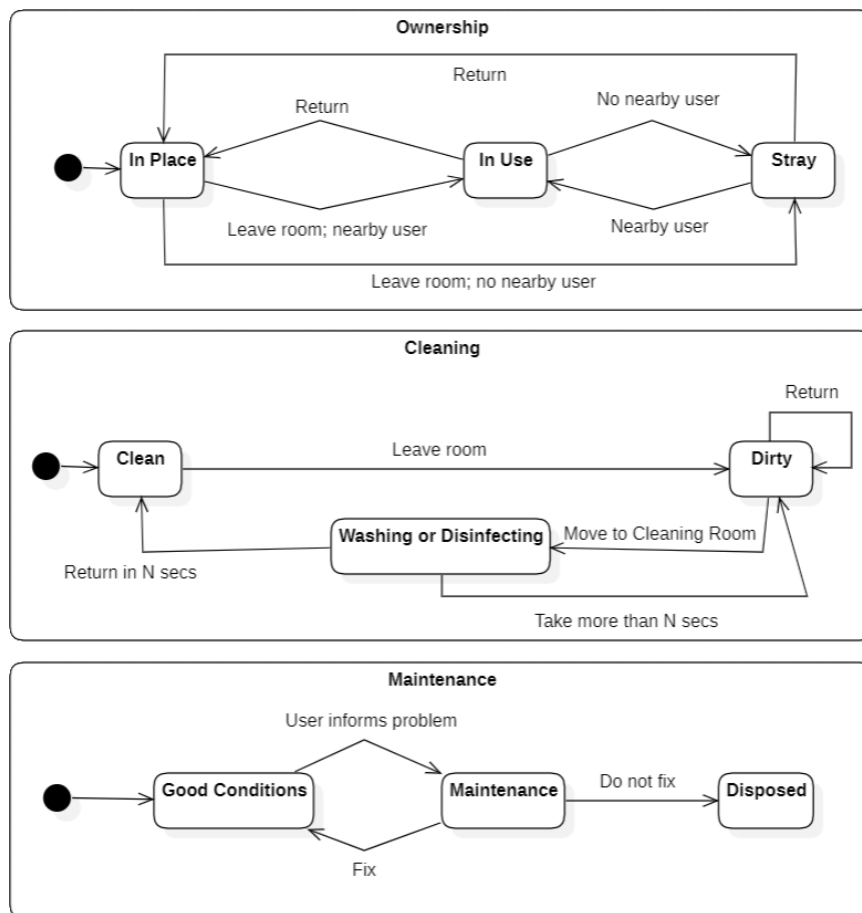 Ownership
Return
Return
No nearby user
In Place
In Use
Stray
Leave room; nearby user
Nearby user
Leave room; no nearby user
Cleaning
Return
Clean
Leave room
Dirty
Washing or Disinfecting
Move to Cleaning Room
Return in N secs
Take more than N secs
Maintenance
User informs problem
Good Conditions
Maintenance
Do not fix
Disposed
Fix